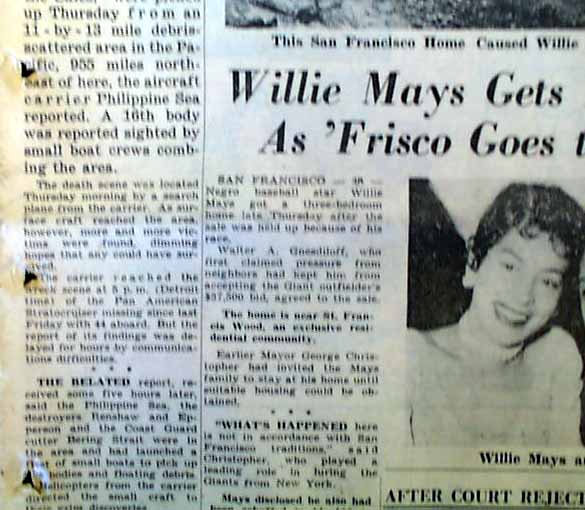 up Thursday from an
11-by-13 mile debris-
scattered area in the Pa-
cific, 955 miles north-
east of here, the aircraft
carrier Philippine Sea
reported. A 16th body
was reported sighted by
small boat crews comb-
ing the area.
The death scene was located
Thursday morning by a search
plane from the carrier. As sur-
face craft reached the area,
however, more and more vic-
tims were found, dimming
hopes that any could have sur-
vived.
The carrier reached the
wreck scene at 5 p.m. (Detroit
time) of the Pan American
Stratocruiser missing since last
Friday with 44 aboard. But the
report of its findings was de-
layed for hours by communica-
tions difficulties.
* * *
THE BELATED report, re-
ceived some five hours later,
said the Philippine Sea, the
destroyers Renshaw and Ep-
person and the Coast Guard
cutter Bering Strait were in
the area and had launched a
of small boats to pick up
bodies and floating debris.
Helicopters from the carrier
directed the small craft to
their grim discoveries.
This San Francisco Home Caused Willie
Willie Mays Gets
As 'Frisco Goes t
SAN FRANCISCO — (P) —
Negro baseball star Willie
Mays got a three-bedroom
home late Thursday after the
sale was held up because of his
race.
Walter A. Gnesdiloff, who
first claimed pressure from
neighbors had kept him from
accepting the Giant outfielder's
$37,500 bid, agreed to the sale.
The home is near St. Fran-
cis Wood, an exclusive resi-
dential community.
Earlier Mayor George Chris-
topher had invited the Mays
family to stay at his home until
suitable housing could be ob-
tained.
* * *
"WHAT'S HAPPENED here
is not in accordance with San
Francisco traditions," said
Christopher, who played a
leading role in luring the
Giants from New York.
Mays disclosed he also had
Willie Mays a
AFTER COURT REJECT